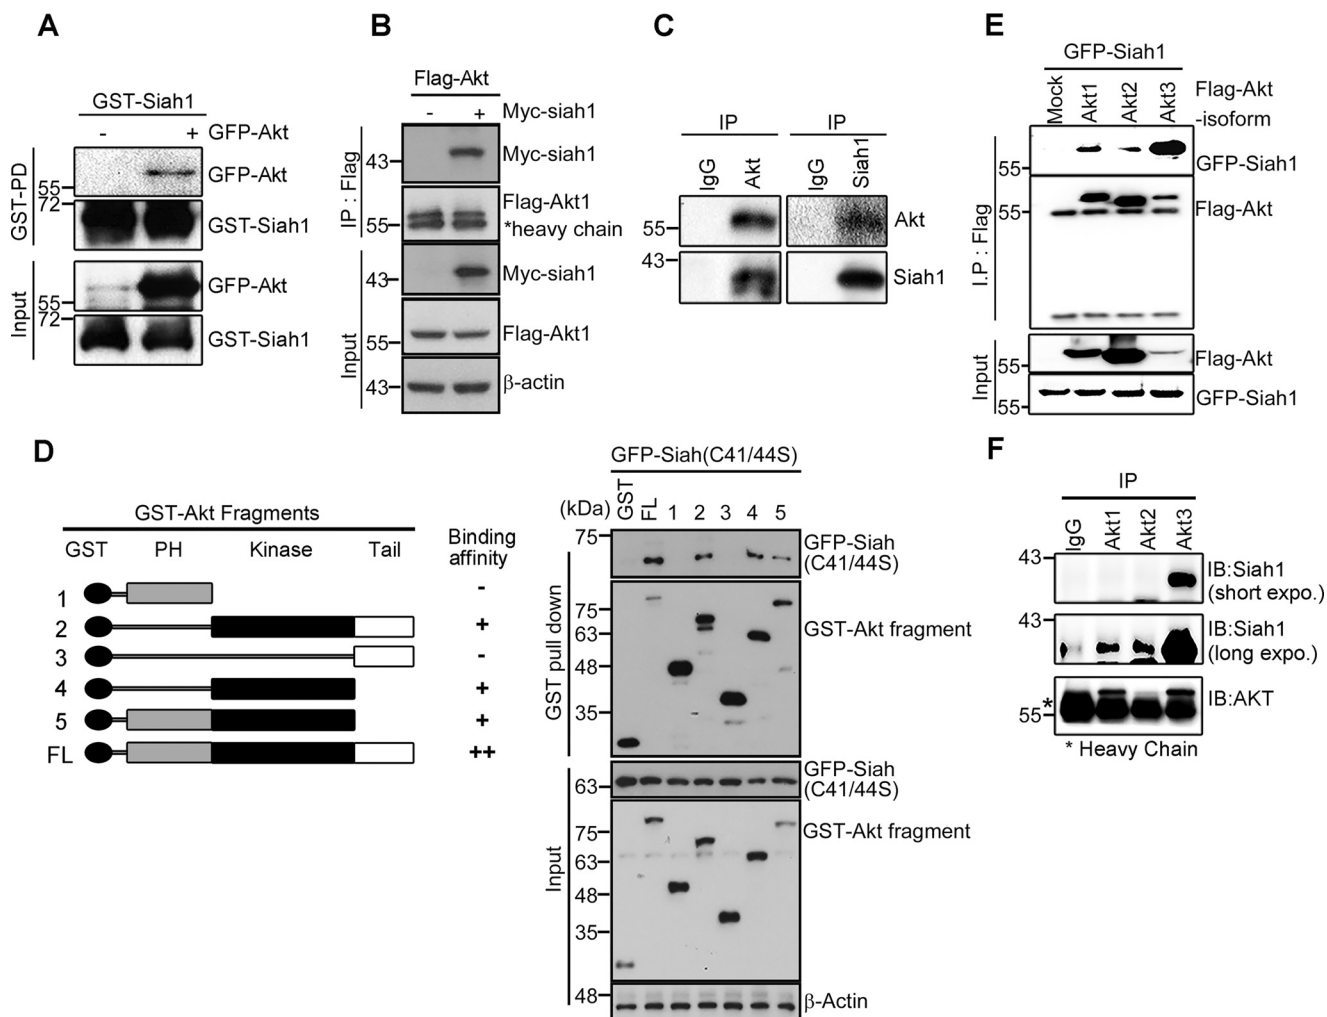 A
GST-Siah1
- + GFP-Akt
GST-PD
55
GFP-Akt
72
GST-Siah1
Input
55
GFP-Akt
72
GST-Siah1
B
Flag-Akt
- + Myc-siah1
IP : Flag
43
Myc-siah1
Flag-Akt1
55
*heavy chain
Input
43
Myc-siah1
55
Flag-Akt1
43
β-actin
C
IP IP
IgG Akt IgG Siah1
55
Akt
43
Siah1
E
GFP-Siah1
Mock Akt1 Akt2 Akt3
Flag-Akt
-isoform
I.P : Flag
55
GFP-Siah1
55
Flag-Akt
Input
55
Flag-Akt
55
GFP-Siah1
D
GST-Akt Fragments
GST PH Kinase Tail
Binding
affinity
1 -
2 +
3 -
4 +
5 +
FL ++
GFP-Siah(C41/44S)
(kDa) GST FL 1 2 3 4 5
GST pull down
75
GFP-Siah
(C41/44S)
75
63
48
35
GST-Akt fragment
Input
63
GFP-Siah
(C41/44S)
75
63
48
35
GST-Akt fragment
48
β-Actin
F
IP
IgG Akt1 Akt2 Akt3
43
IB:Siah1
(short expo.)
43
IB:Siah1
(long expo.)
*
55
IB:AKT
* Heavy Chain